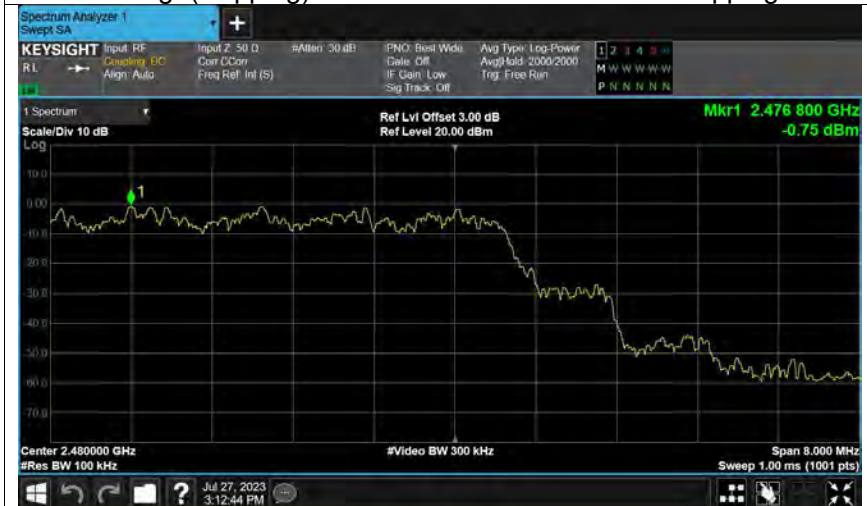 Spectrum Analyzer 1
Swept SA
KEYSIGHT
RL
Input: RF
Coupling: DC
Align: Auto
Input Z: 50 Ω
Corr CCorr
Freq Ref: Int (S)
#Atten: 30 dB
PNO: Best Wide
Gate: Off
IF Gain: Low
Sig Track: Off
Avg Type: Log-Power
Avg|Hold: 2000/2000
Trig: Free Run
1 2 3 4 5 6
M W W W W W
P N N N N N
1 Spectrum
Scale/Div 10 dB
Log
Ref Lvl Offset 3.00 dB
Ref Level 20.00 dBm
Mkr1 2.476 800 GHz
-0.75 dBm
10.0
0.00
-10.0
-20.0
-30.0
-40.0
-50.0
-60.0
-70.0
1
Center 2.480000 GHz
#Res BW 100 kHz
#Video BW 300 kHz
Span 8.000 MHz
Sweep 1.00 ms (1001 pts)
?
Jul 27, 2023
3:12:44 PM